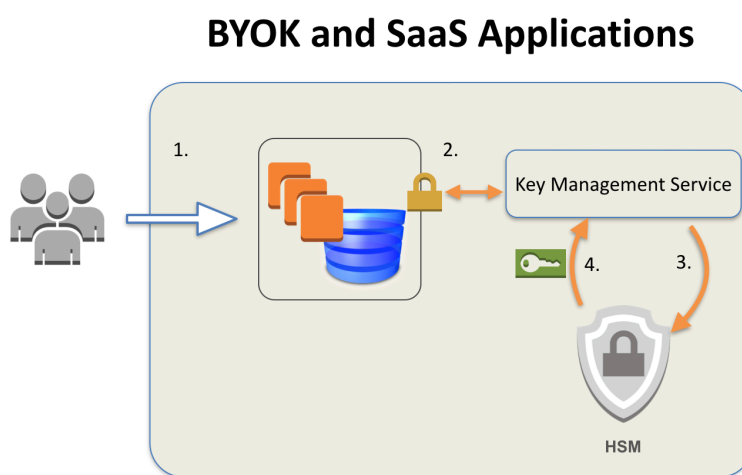 BYOK and SaaS Applications
1.
2.
Key Management Service
4.
3.
HSM